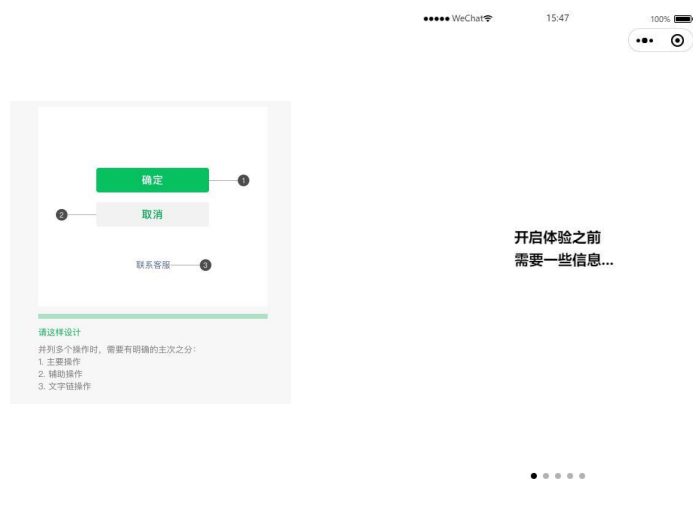 ●●●●● WeChat
15:47
100%
确定
1
2
取消
联系客服
3
请这样设计
并列多个操作时，需要有明确的主次之分：
1. 主要操作
2. 辅助操作
3. 文字链操作
开启体验之前
需要一些信息...